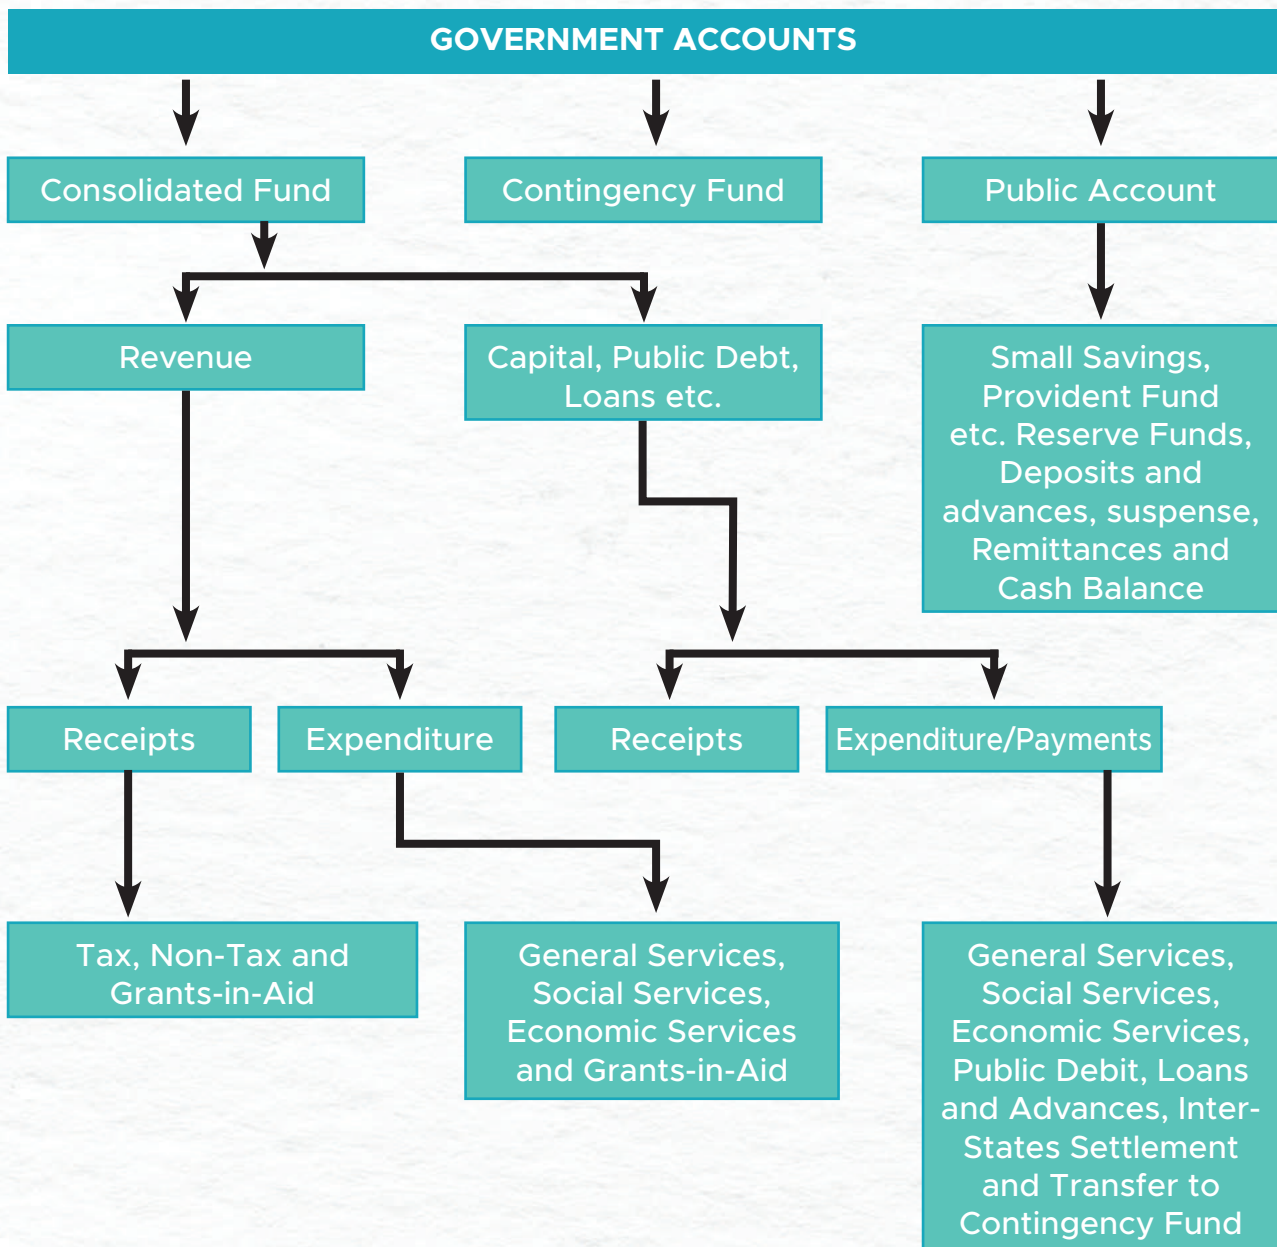 GOVERNMENT ACCOUNTS
Consolidated Fund
Contingency Fund
Public Account
Revenue
Capital, Public Debt,
Loans etc.
Small Savings,
Provident Fund
etc. Reserve Funds,
Deposits and
advances, suspense,
Remittances and
Cash Balance
Receipts
Expenditure
Receipts
Expenditure/Payments
Tax, Non-Tax and
Grants-in-Aid
General Services,
Social Services,
Economic Services
and Grants-in-Aid
General Services,
Social Services,
Economic Services,
Public Debit, Loans
and Advances, Inter-
States Settlement
and Transfer to
Contingency Fund